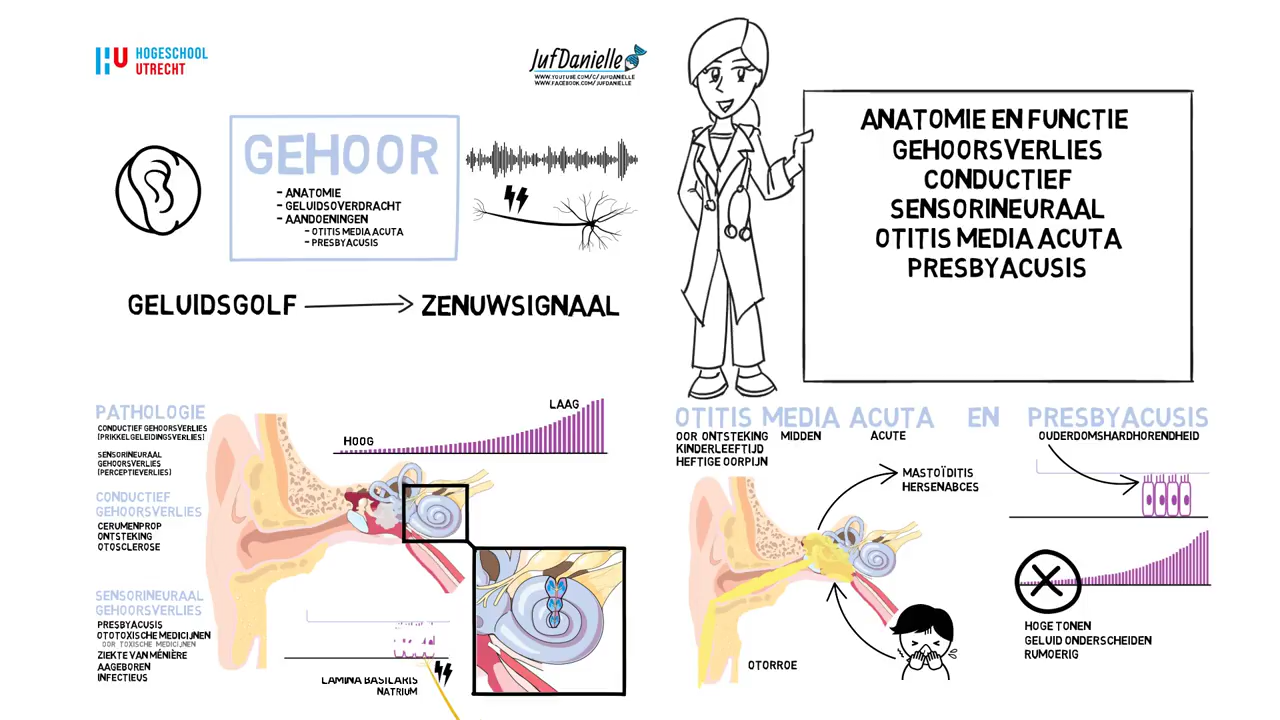 HU HOGESCHOOL
UTRECHT
JufDanielle
WWW.YOUTUBE.COM/C/JUFDANIELLE
WWW.FACEBOOK.COM/JUFDANIELLE
GEHOOR
- ANATOMIE
- GELUIDSOVERDRACHT
- AANDOENINGEN
- OTITIS MEDIA ACUTA
- PRESBYACUSIS
GELUIDSGOLF
ZENUWSIGNAAL
ANATOMIE EN FUNCTIE
GEHOORSVERLIES
CONDUCTIEF
SENSORINEURAAL
OTITIS MEDIA ACUTA
PRESBYACUSIS
PATHOLOGIE
CONDUCTIEF GEHOORSVERLIES
(PRIKKELGELEIDINGSVERLIES)
SENSORINEURAAL
GEHOORSVERLIES
(PERCEPTIEVERLIES)
CONDUCTIEF
GEHOORSVERLIES
CERUMENPROP
ONTSTEKING
OTOSCLEROSE
SENSORINEURAAL
GEHOORSVERLIES
PRESBYACUSIS
OTOTOXISCHE MEDICIJNEN
OOR TOXISCHE MEDICIJNEN
ZIEKTE VAN MÉNIÈRE
AAGEBOREN
INFECTIEUS
HOOG
LAAG
LAMINA BASILARIS
NATRIUM
OTITIS MEDIA ACUTA EN PRESBYACUSIS
OOR ONTSTEKING MIDDEN ACUTE
KINDERLEEFTIJD
HEFTIGE OORPIJN
OUDERDOMSHARDHORENDHEID
MASTOÏDITIS
HERSENABCES
OTORROE
HOGE TONEN
GELUID ONDERSCHEIDEN
RUMOERIG